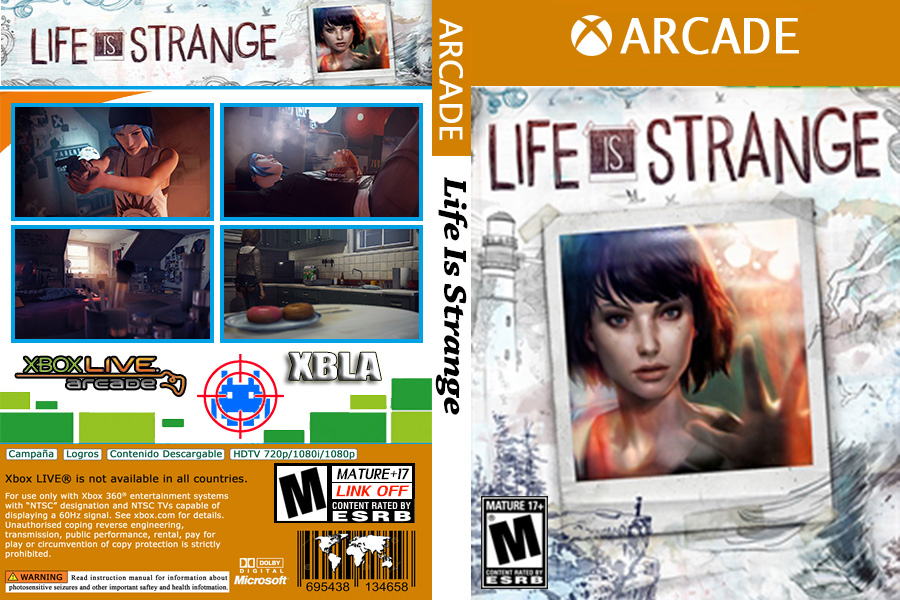 LIFE IS STRANGE
XBOX LIVE.
arcade
XBLA
Campaña Logros Contenido Descargable HDTV 720p/1080i/1080p
Xbox LIVE® is not available in all countries.
For use only with Xbox 360® entertainment systems
with "NTSC" designation and NTSC TVs capable of
displaying a 60Hz signal. See xbox.com for details.
Unauthorised coping reverse engineering,
transmission, public performance, rental, pay for
play or circumvention of copy protection is strictly
prohibited.
WARNING Read instruction manual for information about
photosensitive seizures and other important saftey and health infotmation.
M
MATURE+17
LINK OFF
CONTENT RATED BY
ESRB
DOLBY
DIGITAL
Microsoft
695438 134658
ARCADE
Life Is Strange
ARCADE
LIFE IS STRANGE
MATURE 17+
M
CONTENT RATED BY
ESRB